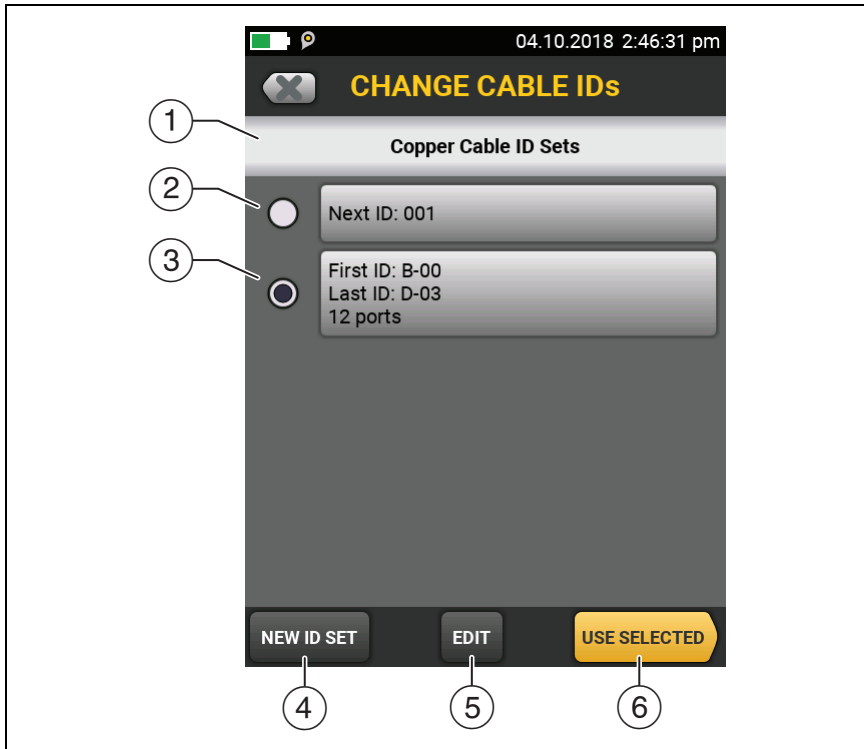 04.10.2018 2:46:31 pm
CHANGE CABLE IDs
1
Copper Cable ID Sets
2
Next ID: 001
3
First ID: B-00
Last ID: D-03
12 ports
NEW ID SET
EDIT
USE SELECTED
4
5
6